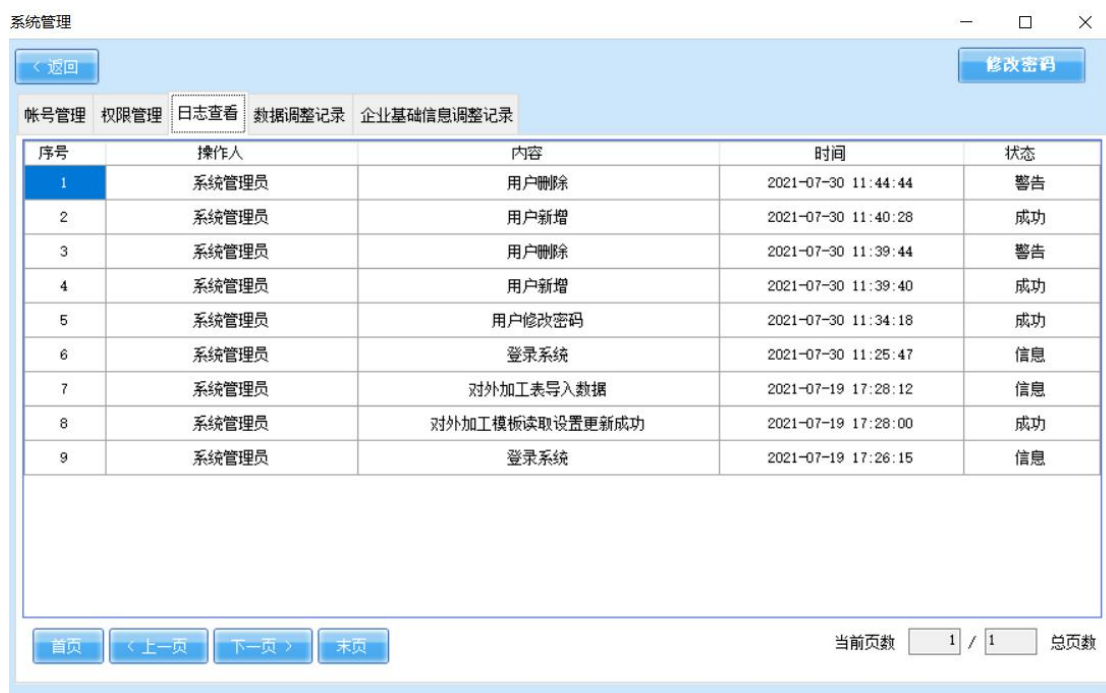 系统管理
< 返回 修改密码
帐号管理 权限管理 日志查看 数据调整记录 企业基础信息调整记录
序号 操作人 内容 时间 状态
1 系统管理员 用户删除 2021-07-30 11:44:44 警告
2 系统管理员 用户新增 2021-07-30 11:40:28 成功
3 系统管理员 用户删除 2021-07-30 11:39:44 警告
4 系统管理员 用户新增 2021-07-30 11:39:40 成功
5 系统管理员 用户修改密码 2021-07-30 11:34:18 成功
6 系统管理员 登录系统 2021-07-30 11:25:47 信息
7 系统管理员 对外加工表导入数据 2021-07-19 17:28:12 信息
8 系统管理员 对外加工模板读取设置更新成功 2021-07-19 17:28:00 成功
9 系统管理员 登录系统 2021-07-19 17:26:15 信息
首页 < 上一页 下一页 > 末页 当前页数 1 / 1 总页数